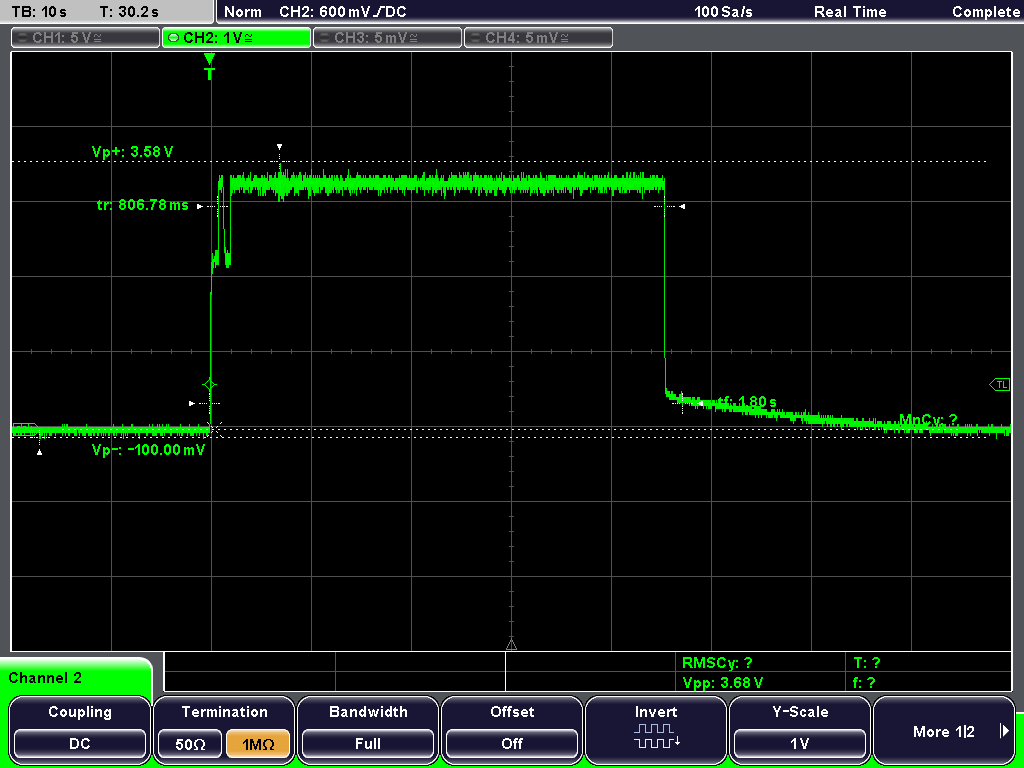 TB: 10 s T: 30.2 s Norm CH2: 600 mV DC 100 Sa/s Real Time Complete
CH1: 5 V CH2: 1 V CH3: 5 mV CH4: 5 mV
T
Vp+: 3.58 V
tr: 806.78 ms
TL
tf: 1.80 s
MnCy: ?
Vp-: -100.00 mV
RMSCy: ? T: ?
Vpp: 3.68 V f: ?
Channel 2
Coupling Termination Bandwidth Offset Invert Y-Scale More 1|2
DC 50Ω 1MΩ Full Off 1 V